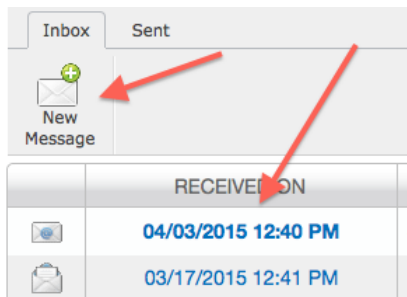 Inbox Sent
New
Message
RECEIVED ON
04/03/2015 12:40 PM
03/17/2015 12:41 PM